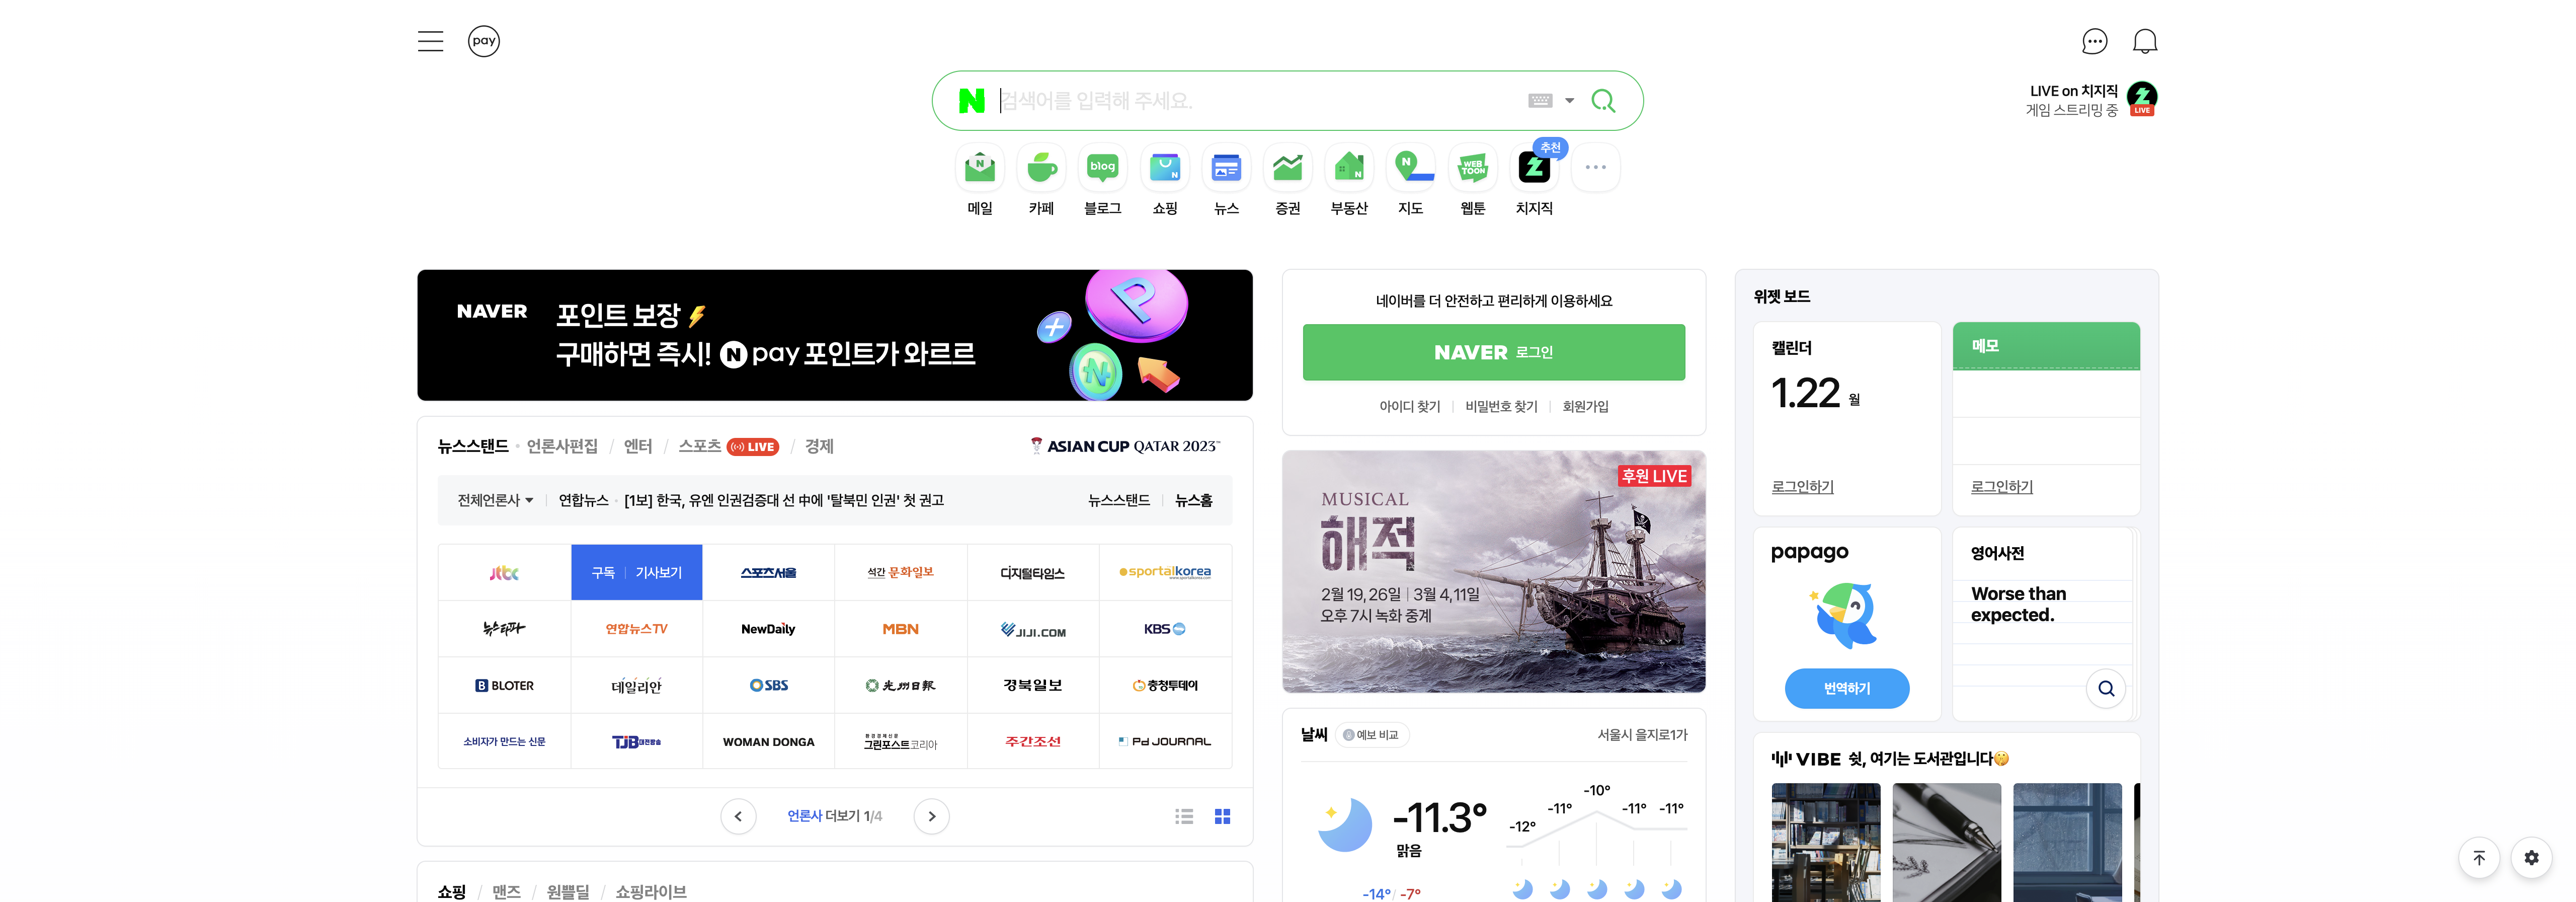 pay
N 검색어를 입력해 주세요.
LIVE on 치지직
게임 스트리밍 중
LIVE
추천
N
blog
N
N
N
WEB
TOON
메일 카페 블로그 쇼핑 뉴스 증권 부동산 지도 웹툰 치지직
NAVER 포인트 보장
구매하면 즉시! N pay 포인트가 와르르
뉴스스탠드 언론사편집 / 엔터 / 스포츠 LIVE / 경제
ASIAN CUP QATAR 2023
전체언론사 연합뉴스 [1보] 한국, 유엔 인권검증대 선 中에 '탈북민 인권' 첫 권고 뉴스스탠드 뉴스홈
jtbc 구독 기사보기 스포츠서울 석간 문화일보 디지털타임스 sportalkorea
www.sportalkorea.com
뉴스타파 연합뉴스TV NewDaily MBN JIJI.COM KBS
B BLOTER 데일리안 SBS 光州日報 경북일보 충청투데이
소비자가 만드는 신문 TJB대전방송 WOMAN DONGA 그린포스트코리아 주간조선 Pd JOURNAL
언론사 더보기 1/4
쇼핑 / 맨즈 / 원쁠딜 / 쇼핑라이브
네이버를 더 안전하고 편리하게 이용하세요
NAVER 로그인
아이디 찾기 비밀번호 찾기 회원가입
후원 LIVE
MUSICAL
해적
2월 19, 26일 | 3월 4, 11일
오후 7시 녹화 중계
날씨 예보 비교 서울시 을지로1가
-11.3°
맑음
-14°/ -7°
-12° -11° -10° -11° -11°
위젯 보드
캘린더
1.22 월
로그인하기
메모
로그인하기
papago
번역하기
영어사전
Worse than
expected.
VIBE 쉿, 여기는 도서관입니다